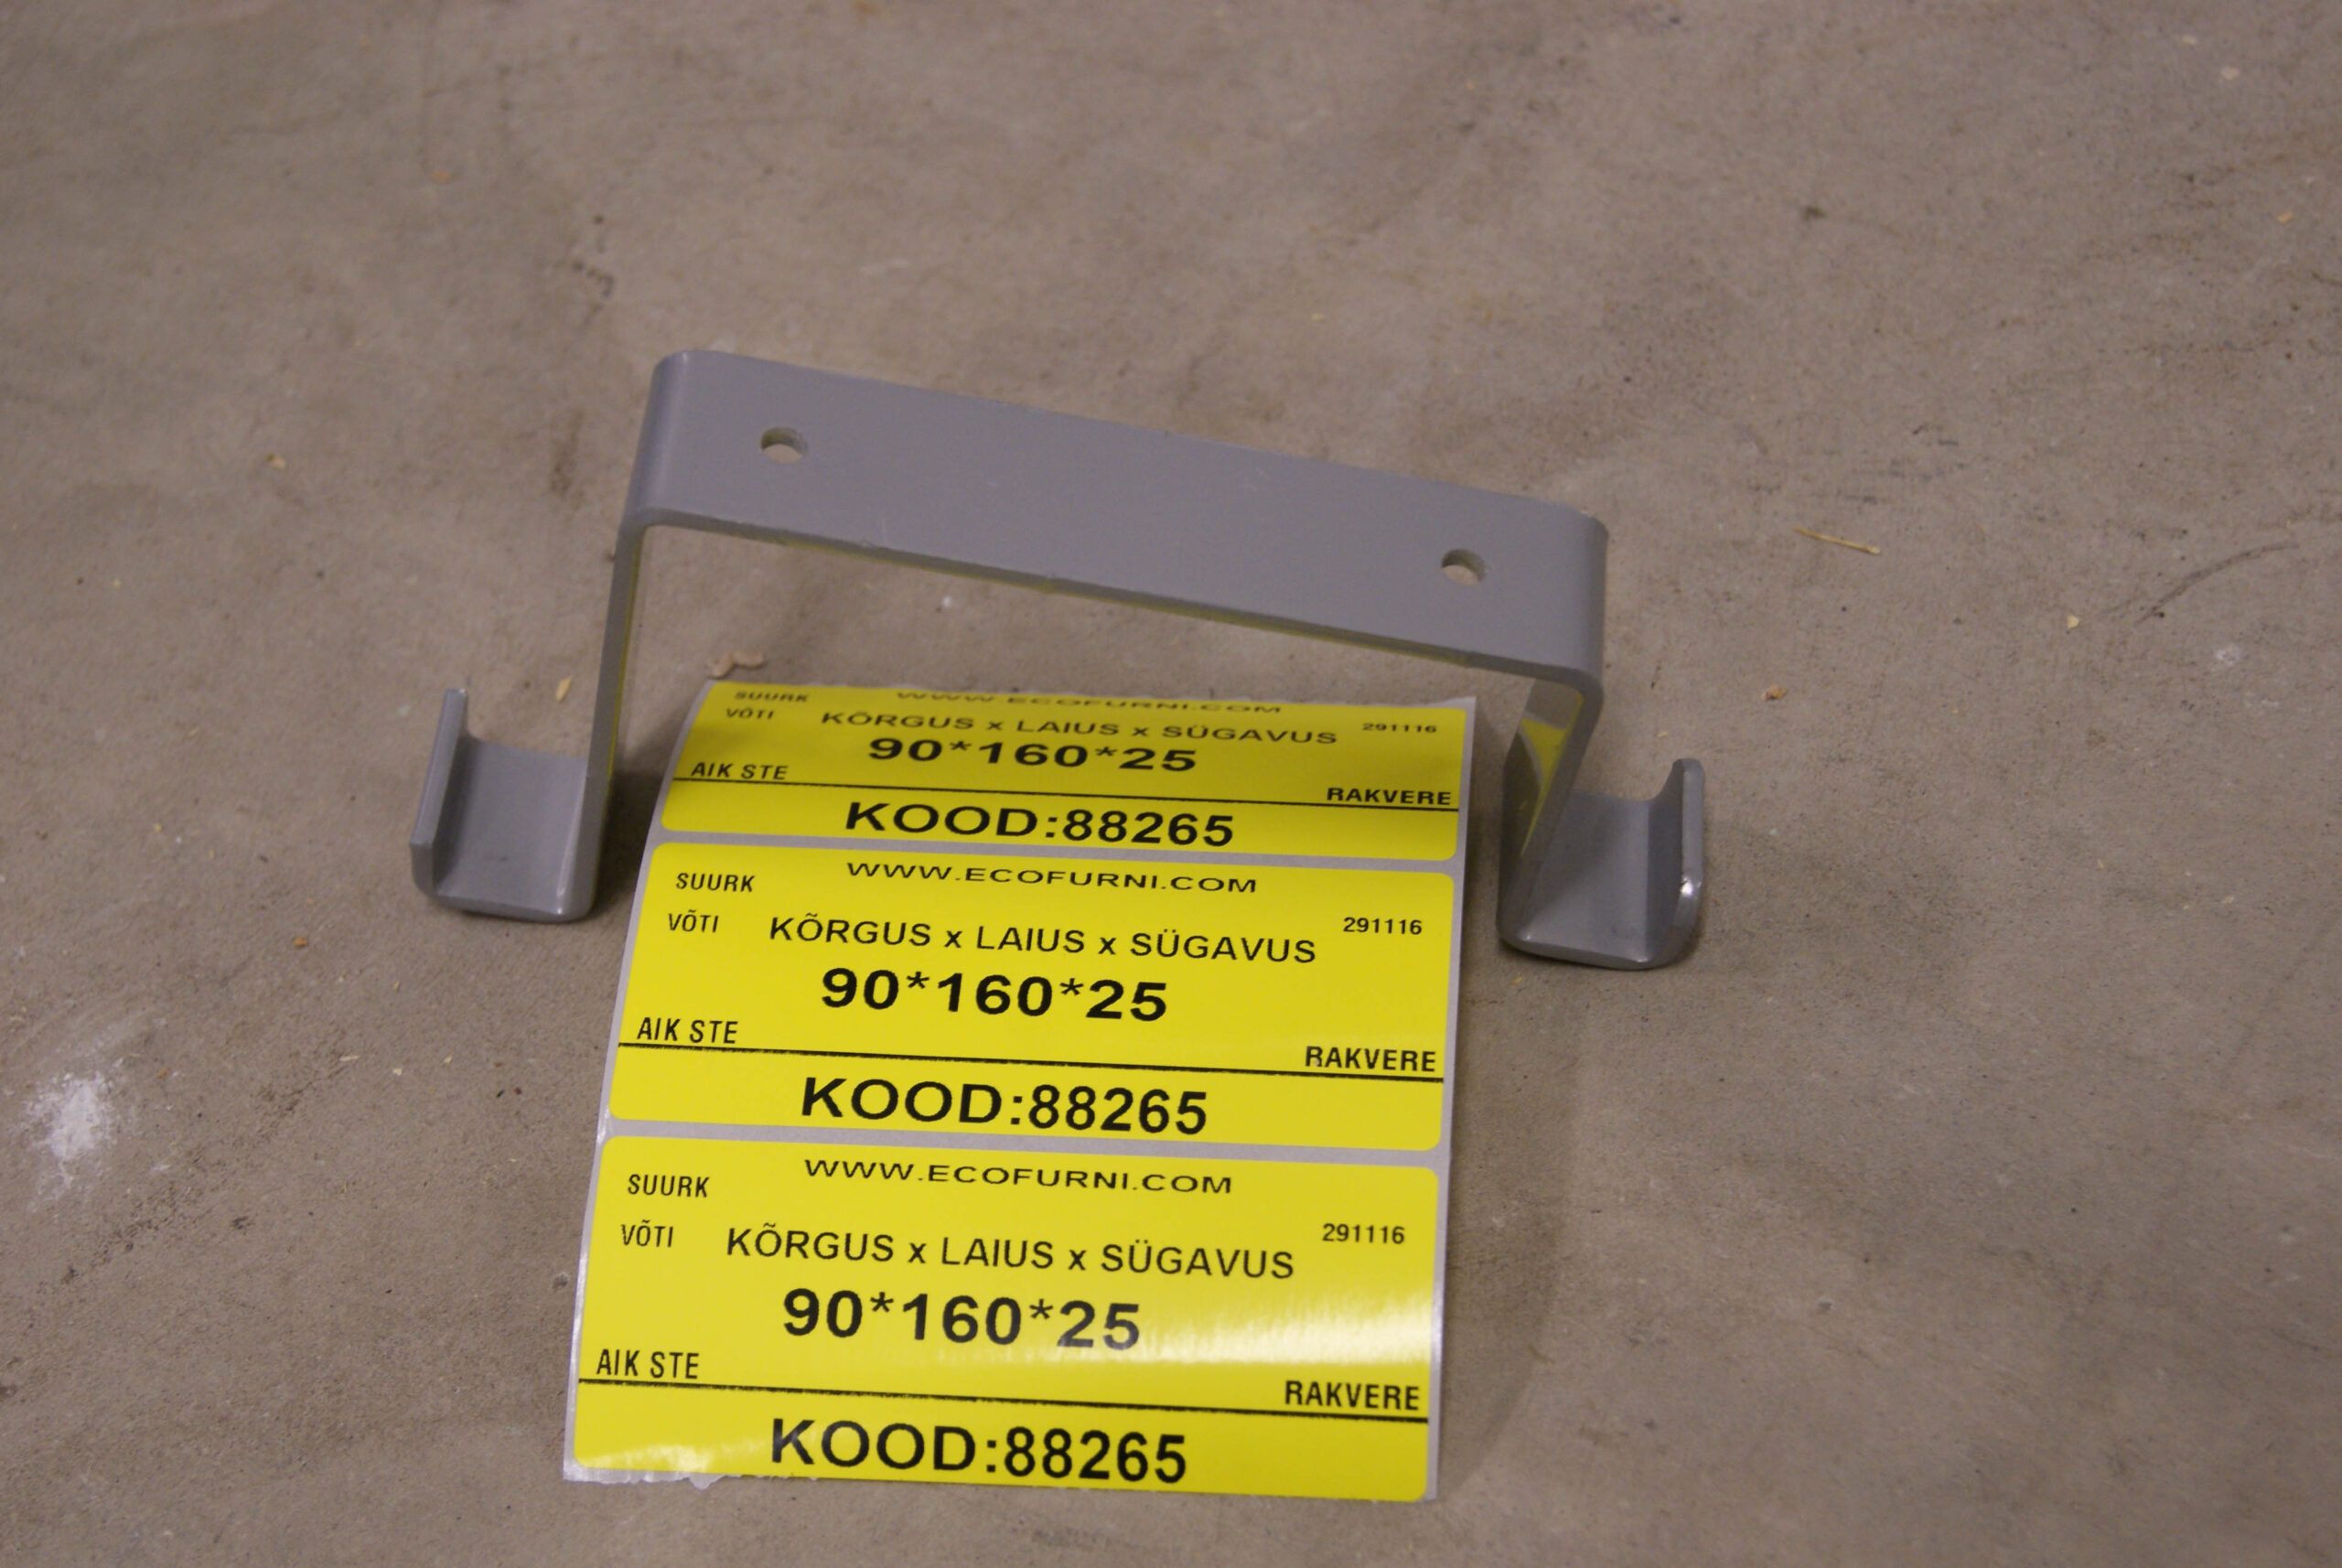 SUURK WWW.ECOFURNI.COM
VÕTI KÕRGUS x LAIUS x SÜGAVUS 291116
90*160*25
AIK STE RAKVERE
KOOD:88265
WWW.ECOFURNI.COM
SUURK
VÕTI KÕRGUS x LAIUS x SÜGAVUS 291116
90*160*25
AIK STE RAKVERE
KOOD:88265
WWW.ECOFURNI.COM
SUURK
VÕTI KÕRGUS x LAIUS x SÜGAVUS 291116
90*160*25
AIK STE RAKVERE
KOOD:88265